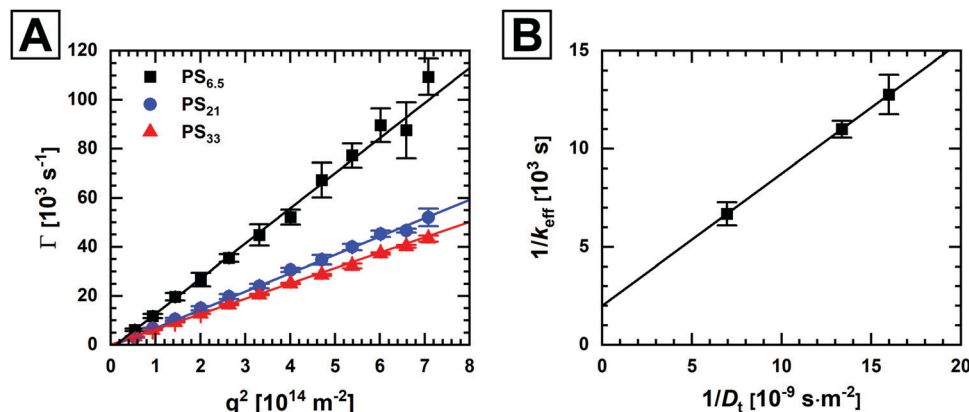 A
Γ [10³ s⁻¹]
120
100
80
60
40
20
0
PS₆.₅
PS₂₁
PS₃₃
0 1 2 3 4 5 6 7 8
q² [10¹⁴ m⁻²]
B
1/k_eff [10³ s]
15
10
5
0
0 5 10 15 20
1/D_t [10⁻⁹ s·m⁻²]